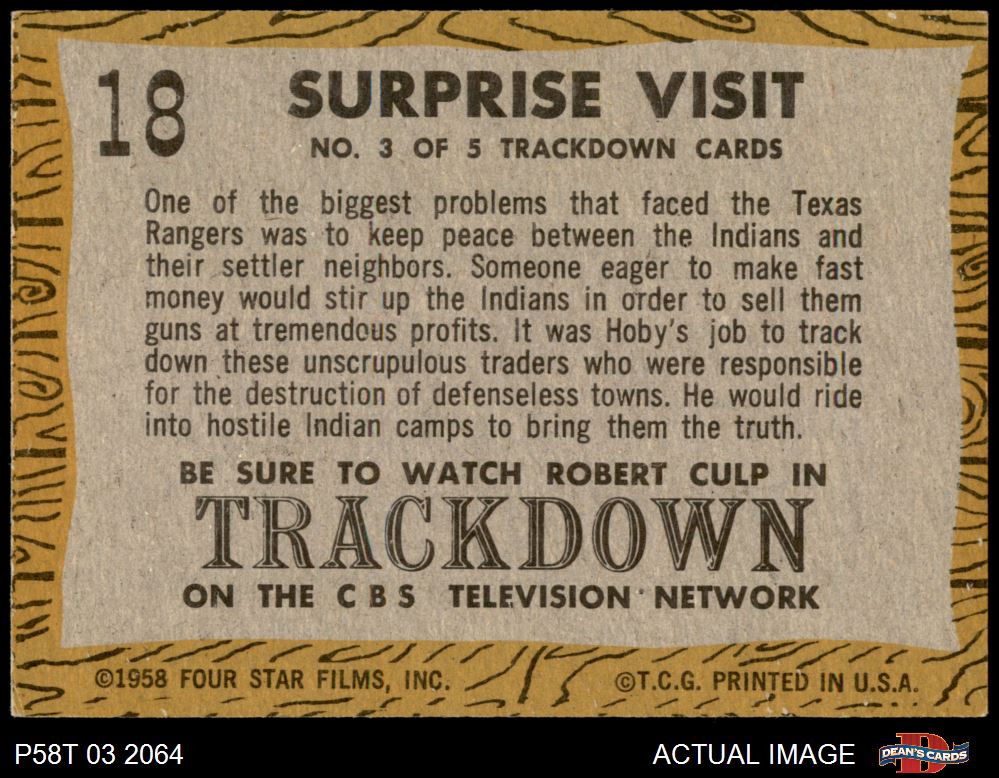 18
SURPRISE VISIT
NO. 3 OF 5 TRACKDOWN CARDS
One of the biggest problems that faced the Texas
Rangers was to keep peace between the Indians and
their settler neighbors. Someone eager to make fast
money would stir up the Indians in order to sell them
guns at tremendous profits. It was Hoby's job to track
down these unscrupulous traders who were responsible
for the destruction of defenseless towns. He would ride
into hostile Indian camps to bring them the truth.
BE SURE TO WATCH ROBERT CULP IN
TRACKDOWN
ON THE CBS TELEVISION NETWORK
©1958 FOUR STAR FILMS, INC. ©T.C.G. PRINTED IN U.S.A.
P58T 03 2064 ACTUAL IMAGE D DEAN'S CARDS